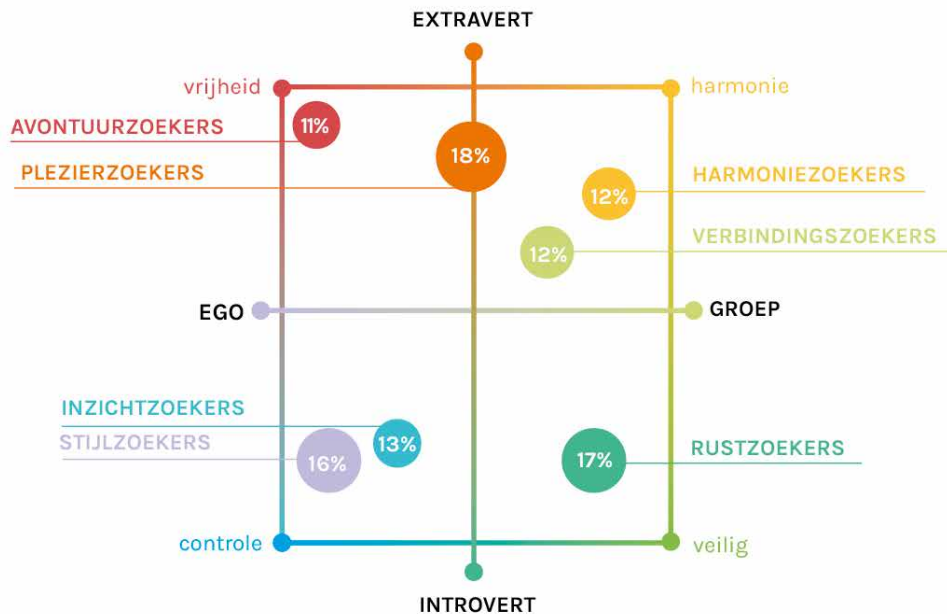 EXTRAVERT
vrijheid
harmonie
AVONTUURZOEKERS
11%
PLEZIERZOEKERS
18%
HARMONIEZOEKERS
12%
VERBINDINGSZOEKERS
12%
EGO
GROEP
INZICHTZOEKERS
13%
STIJLZOEKERS
16%
17%
RUSTZOEKERS
controle
veilig
INTROVERT